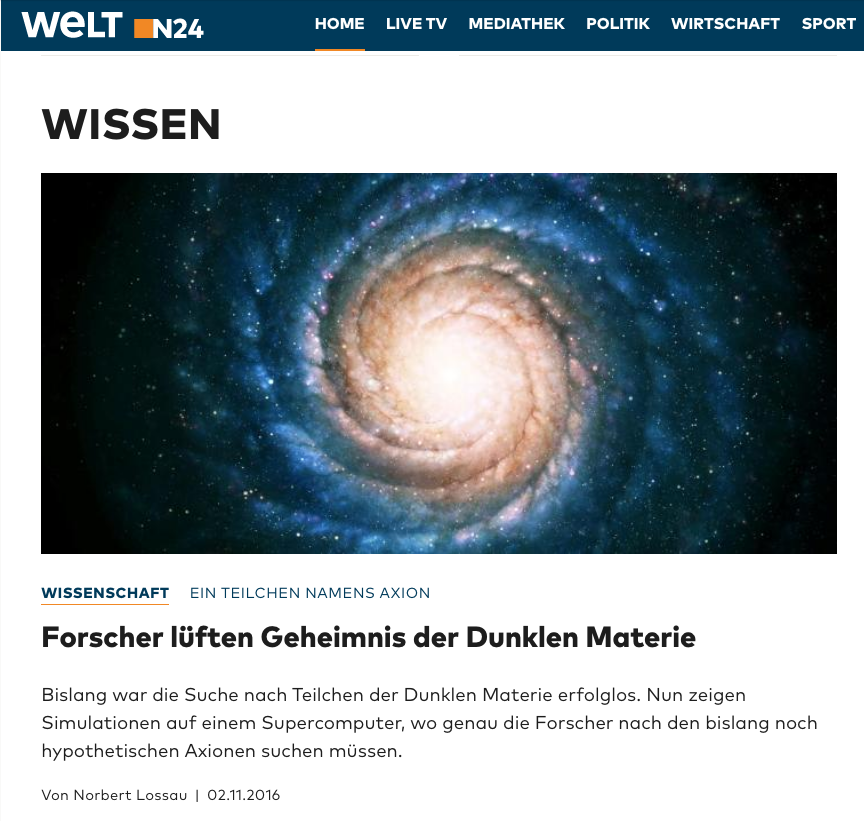 WELT N24 HOME LIVE TV MEDIATHEK POLITIK WIRTSCHAFT SPORT
WISSEN
WISSENSCHAFT EIN TEILCHEN NAMENS AXION
Forscher lüften Geheimnis der Dunklen Materie
Bislang war die Suche nach Teilchen der Dunklen Materie erfolglos. Nun zeigen
Simulationen auf einem Supercomputer, wo genau die Forscher nach den bislang noch
hypothetischen Axionen suchen müssen.
Von Norbert Lossau | 02.11.2016